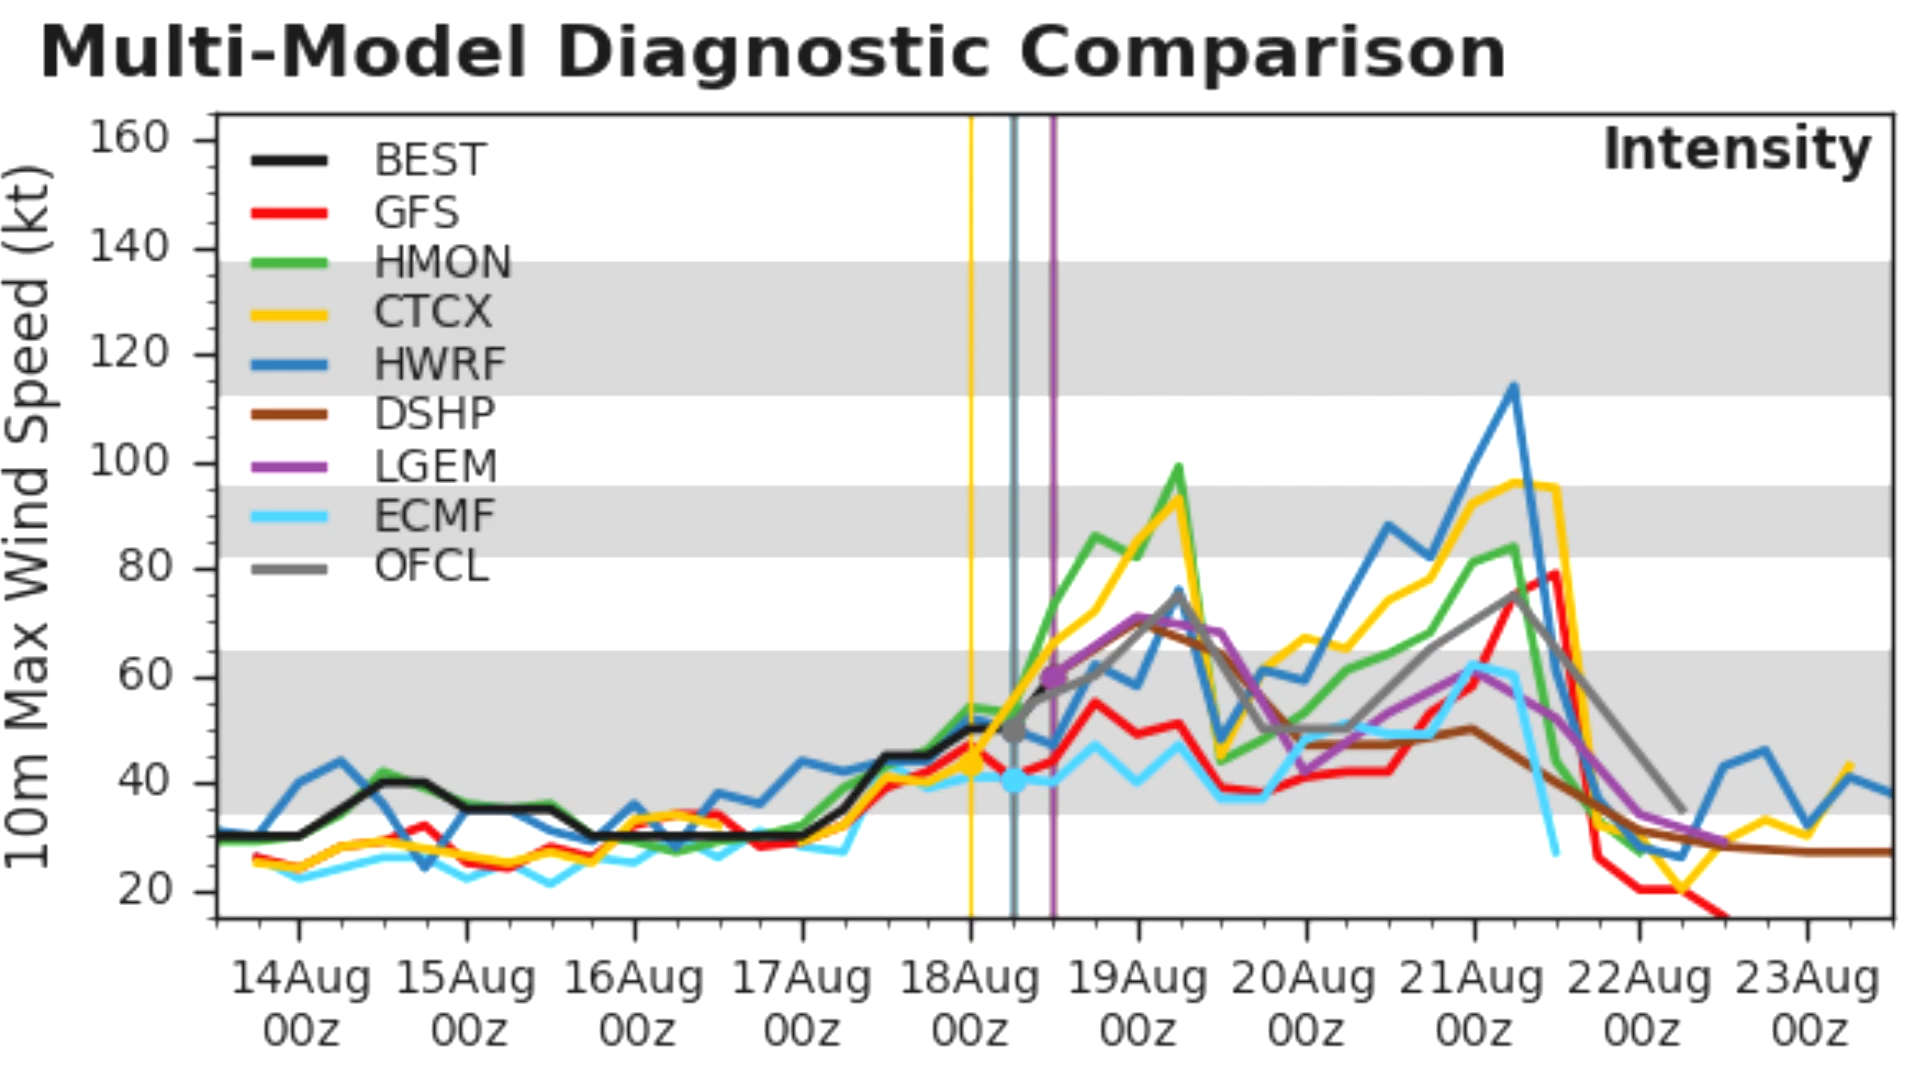 Multi-Model Diagnostic Comparison
Intensity
10m Max Wind Speed (kt)
160
140
120
100
80
60
40
20
BEST
GFS
HMON
CTCX
HWRF
DSHP
LGEM
ECMF
OFCL
14Aug 15Aug 16Aug 17Aug 18Aug 19Aug 20Aug 21Aug 22Aug 23Aug
00z 00z 00z 00z 00z 00z 00z 00z 00z 00z